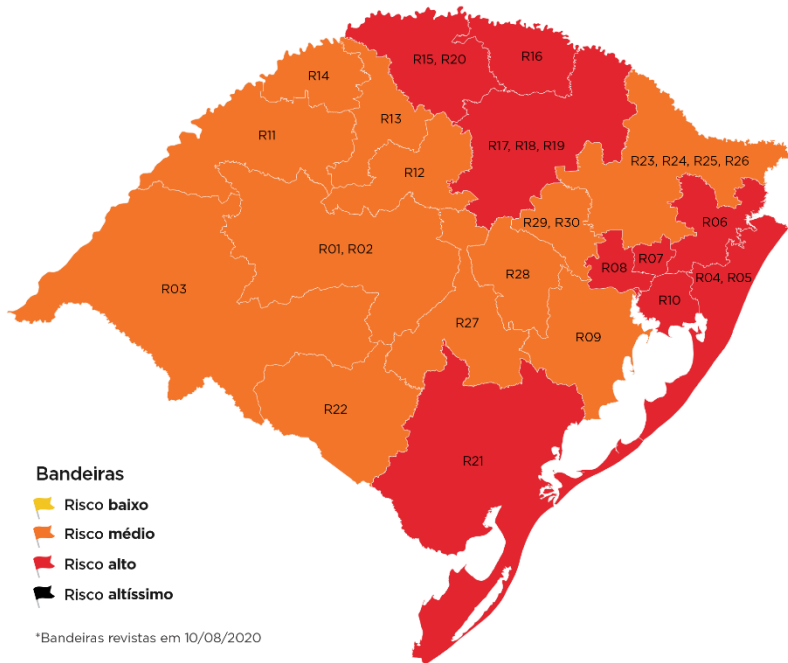 R15, R20
R16
R14
R13
R11
R17, R18, R19
R23, R24, R25, R26
R12
R06
R29, R30
R01, R02
R07
R08
R28
R04, R05
R03
R10
R27
R09
R22
R21
Bandeiras
Risco baixo
Risco médio
Risco alto
Risco altíssimo
*Bandeiras revistas em 10/08/2020